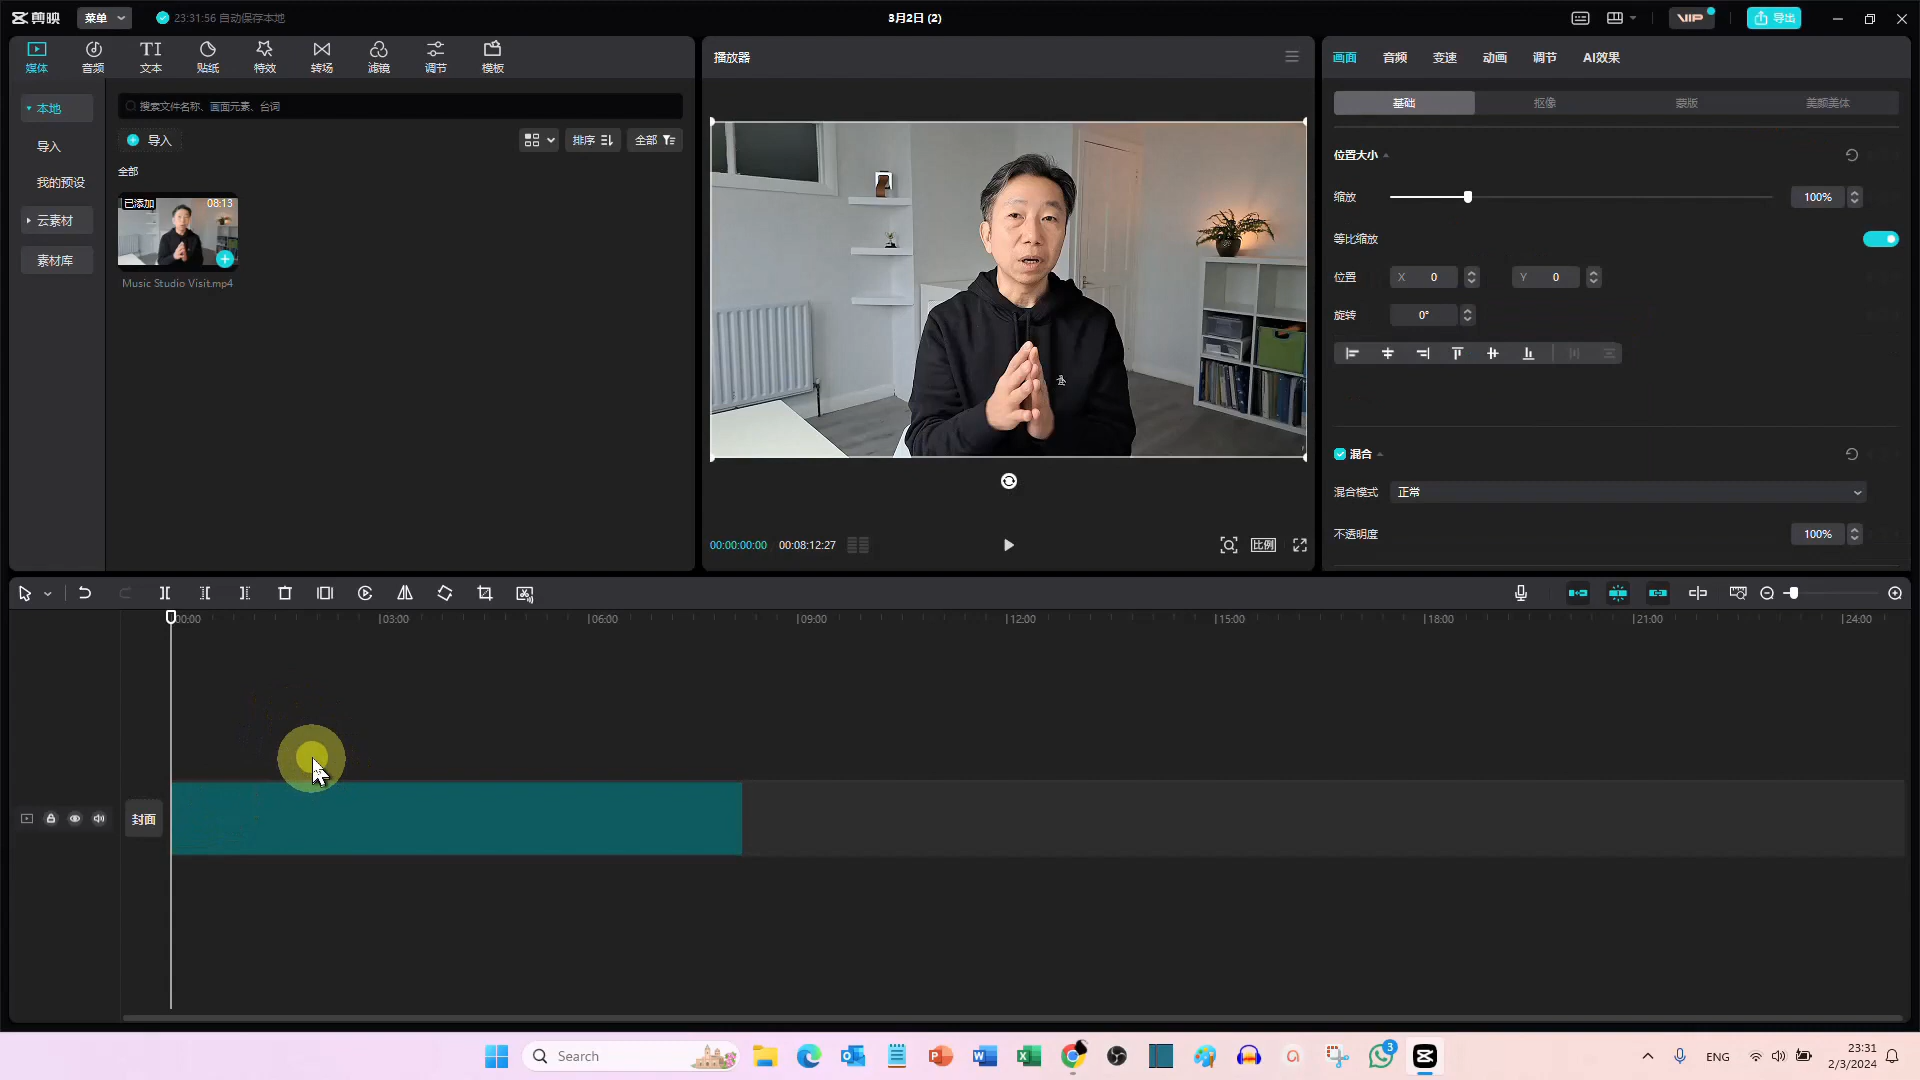 剪映
菜单
23:31:56 自动保存本地
3月2日 (2)
VIP
导出
媒体
音频
文本
贴纸
特效
转场
滤镜
调节
模板
本地
导入
我的预设
云素材
素材库
搜索文件名称、画面元素、台词
导入
排序
全部
全部
已添加
08:13
Music Studio Visit.mp4
播放器
00:00:00:00
00:08:12:27
比例
画面
音频
变速
动画
调节
AI效果
基础
抠像
蒙版
美颜美体
位置大小
缩放
100%
等比缩放
位置
X 0
Y 0
旋转
0°
混合
混合模式
正常
不透明度
100%
00:00
03:00
06:00
09:00
12:00
15:00
18:00
21:00
24:00
封面
Search
3
ENG
23:31
2/3/2024